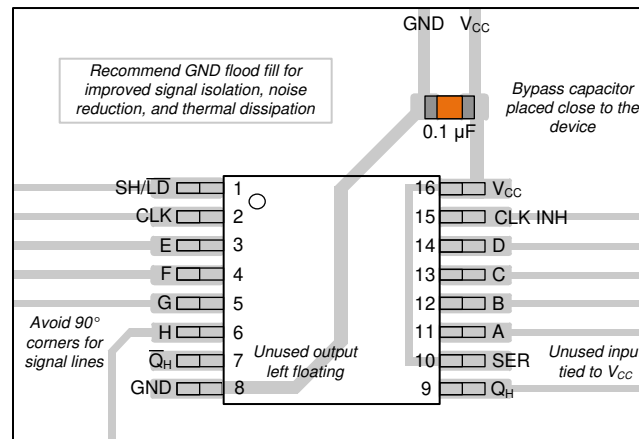 GND VCC
Recommend GND flood fill for
improved signal isolation, noise
reduction, and thermal dissipation
Bypass capacitor
placed close to the
device
0.1 µF
SH/L̅D̅ 1
CLK 2
E 3
F 4
G 5
H 6
Q̅H 7
GND 8
16 VCC
15 CLK INH
14 D
13 C
12 B
11 A
10 SER
9 QH
Avoid 90°
corners for
signal lines
Unused output
left floating
Unused input
tied to VCC